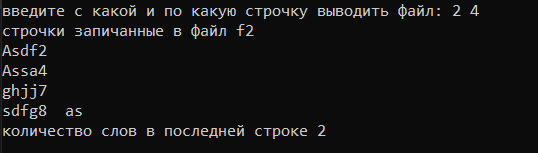 введите с какой и по какую строчку выводить файл: 2 4
строчки запичанные в файл f2
Asdf2
Assa4
ghjj7
sdfg8  as
количество слов в последней строке 2